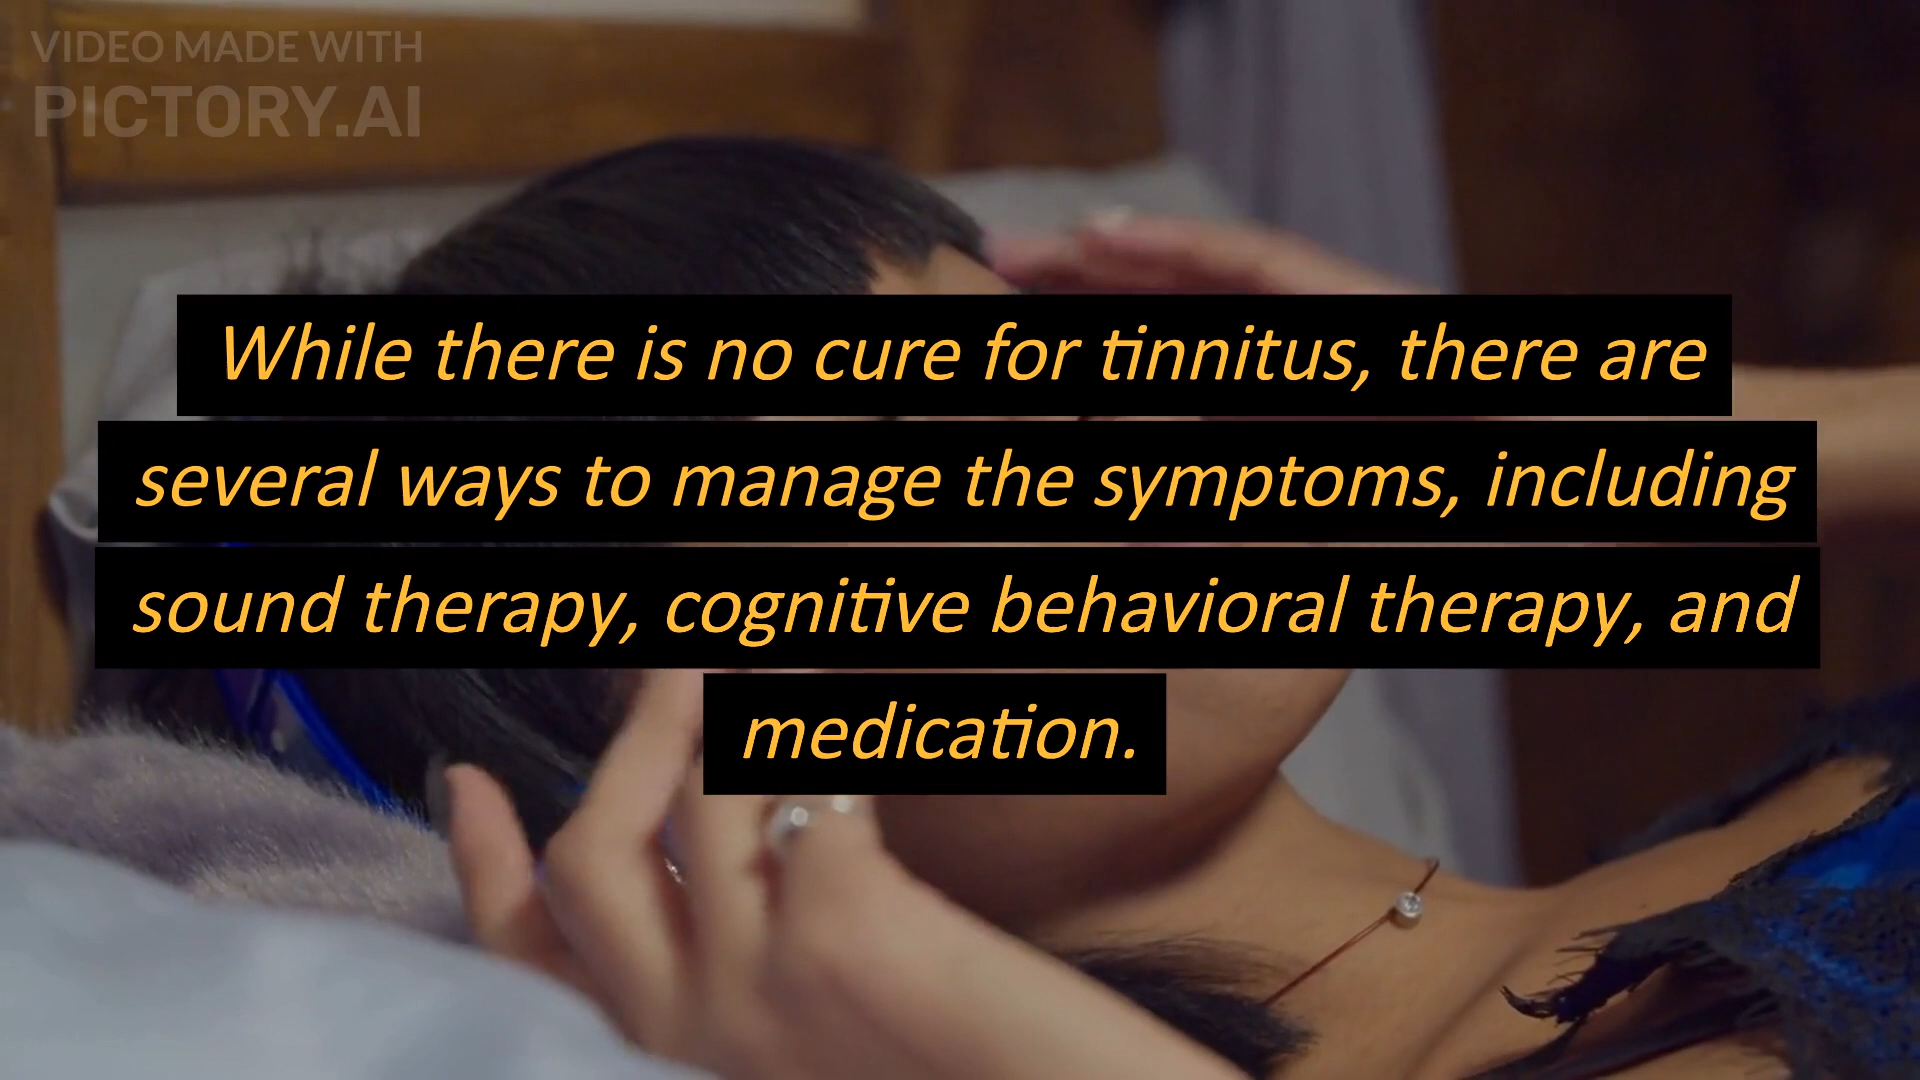 VIDEO MADE WITH
PICTORY.AI
While there is no cure for tinnitus, there are
several ways to manage the symptoms, including
sound therapy, cognitive behavioral therapy, and
medication.